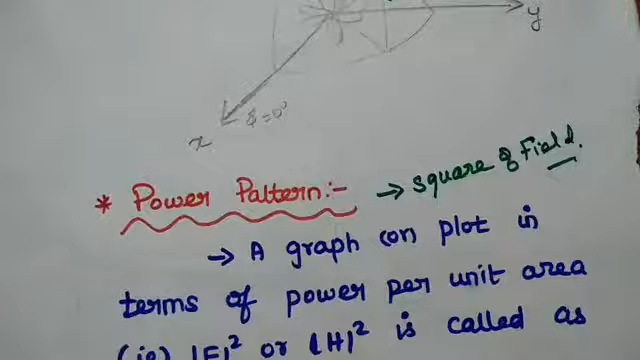 y
x
ϕ=0°
* Power Pattern:- → square of Field.
→ A graph (or) plot in
terms of power per unit area
(ie) |E|² or |H|² is called as